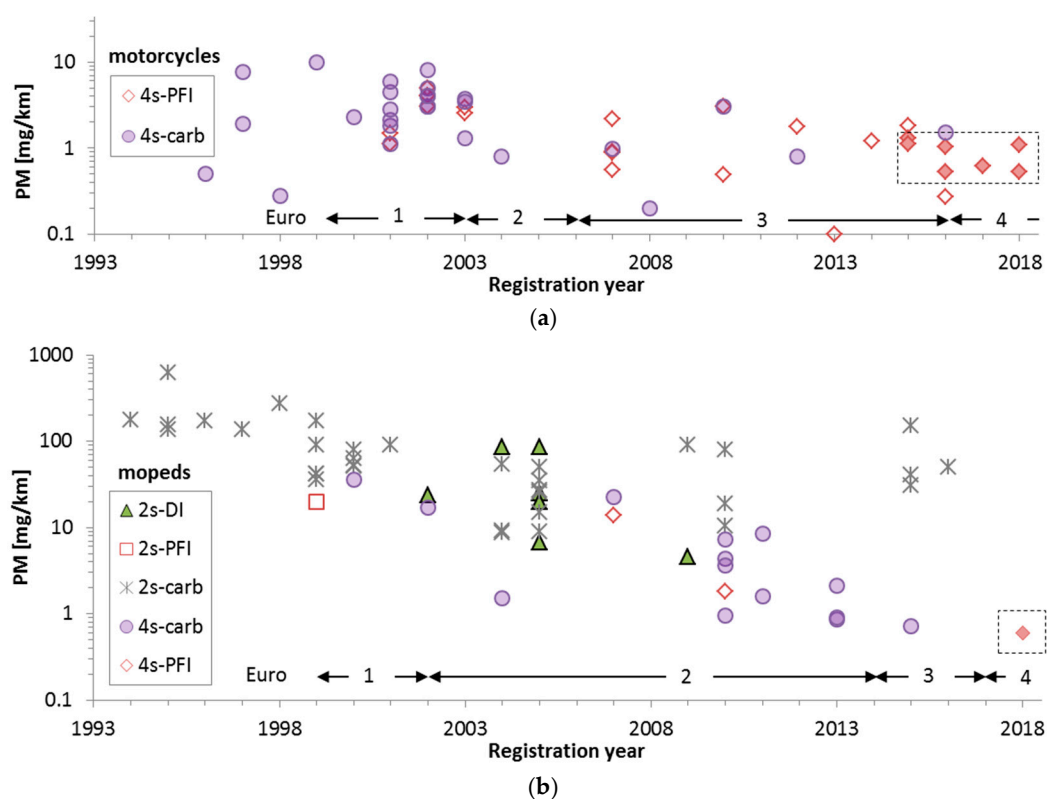 motorcycles
4s-PFI
4s-carb
PM [mg/km]
10
1
0.1
Euro 1 2 3 4
1993 1998 2003 2008 2013 2018
Registration year
(a)
PM [mg/km]
1000
100
10
1
0.1
mopeds
2s-DI
2s-PFI
2s-carb
4s-carb
4s-PFI
Euro 1 2 3 4
1993 1998 2003 2008 2013 2018
Registration year
(b)